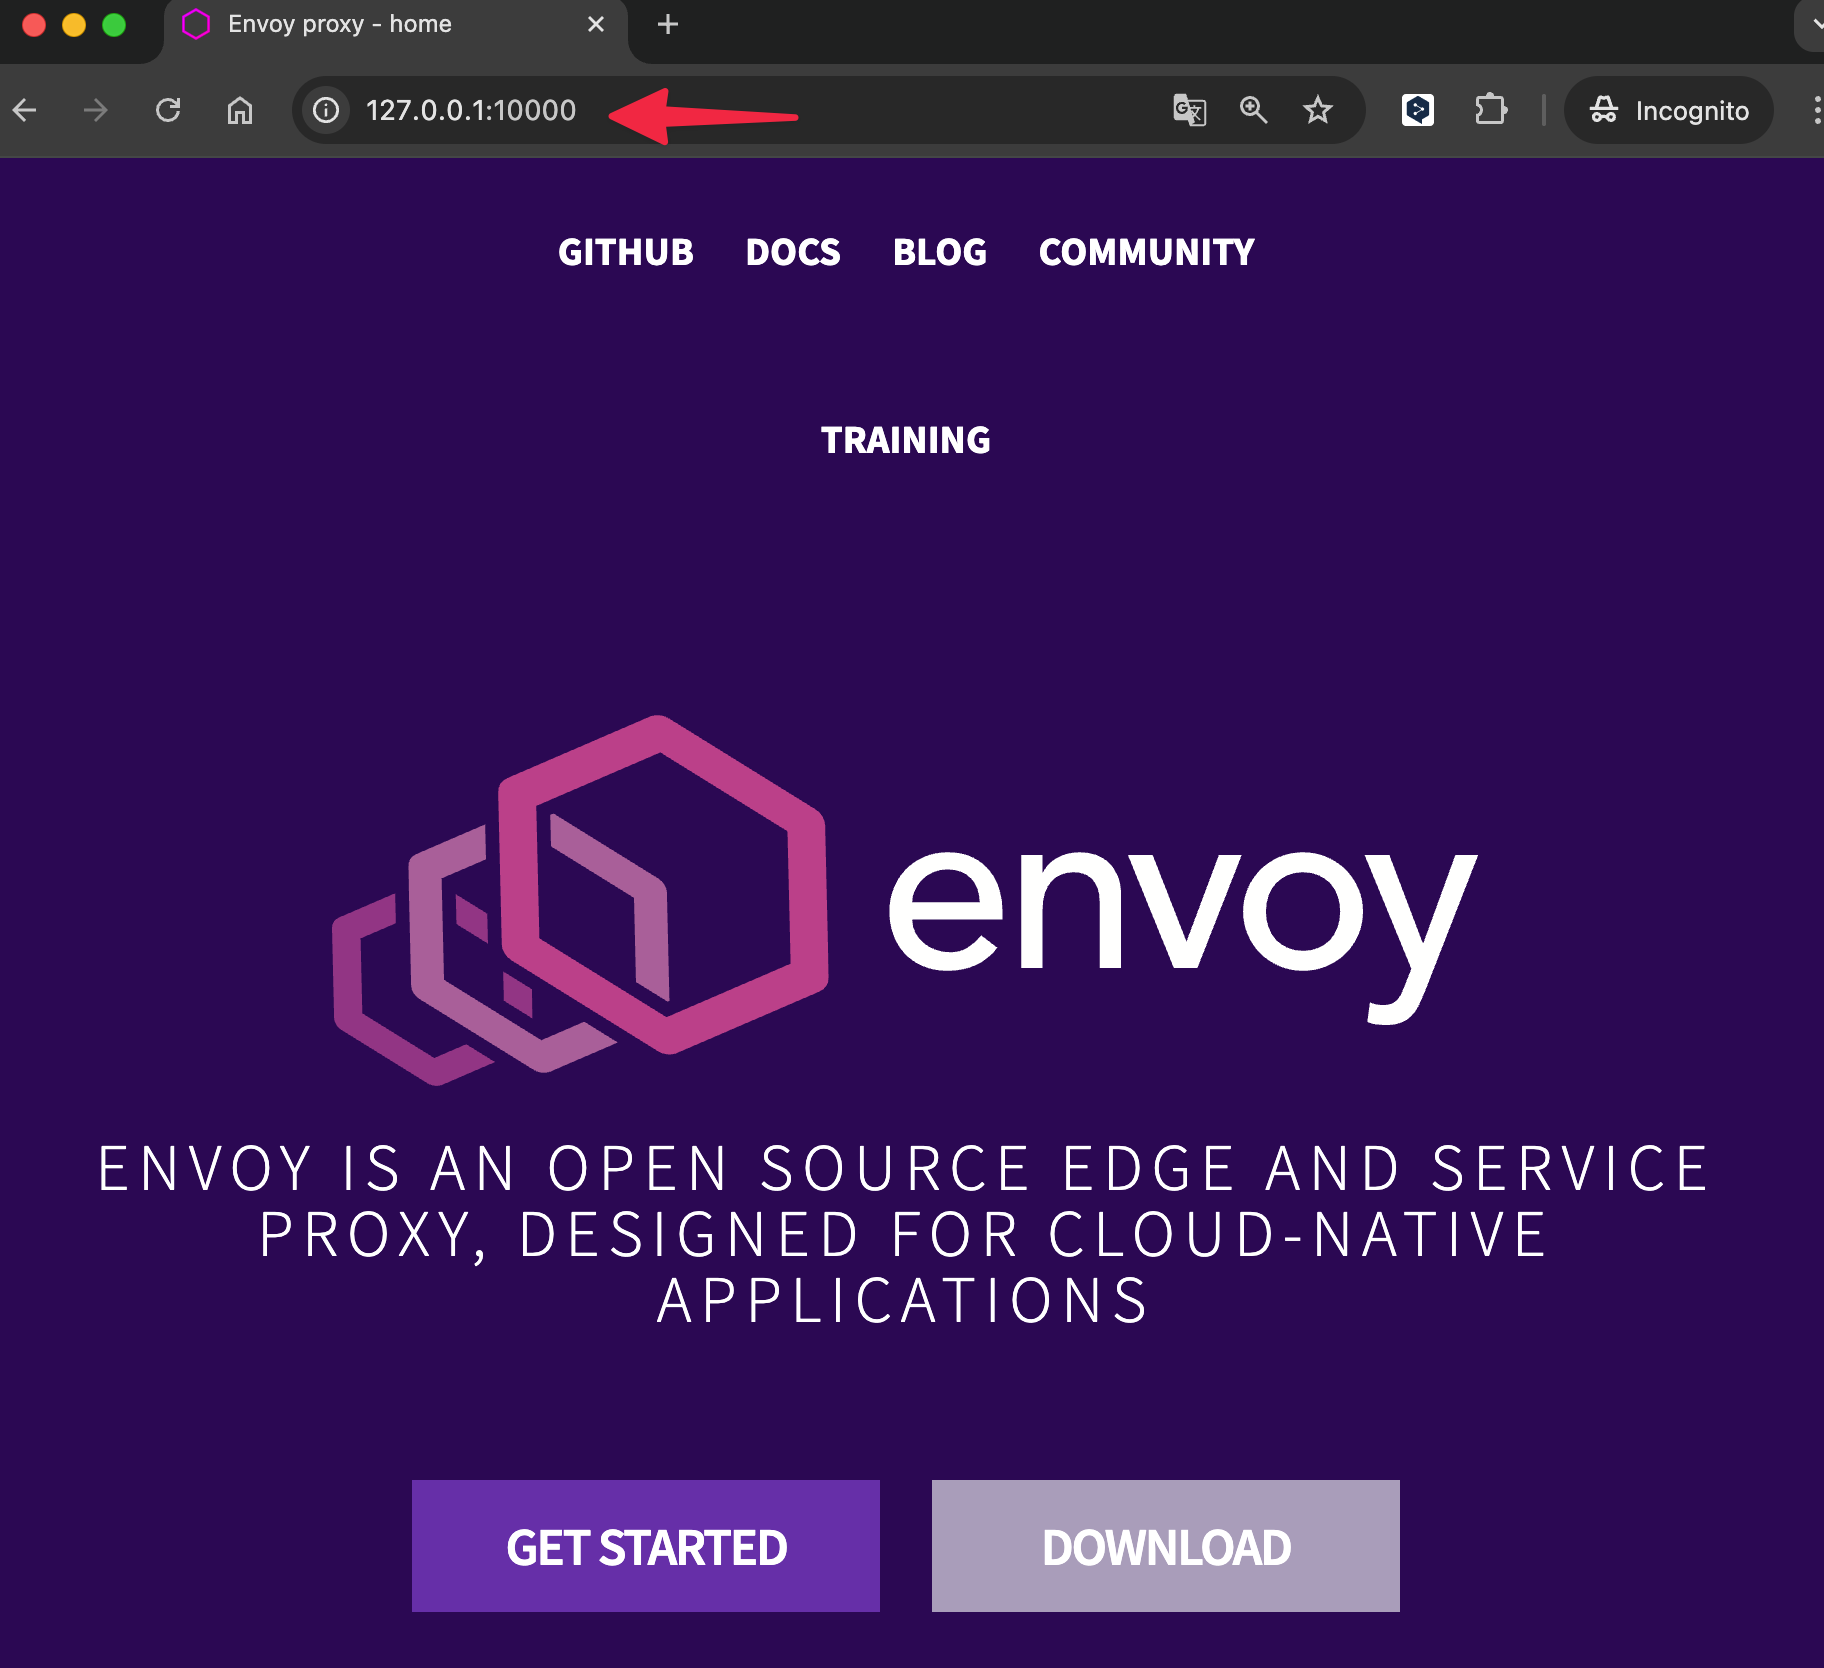 Envoy proxy - home
127.0.0.1:10000
Incognito
GITHUB DOCS BLOG COMMUNITY
TRAINING
envoy
ENVOY IS AN OPEN SOURCE EDGE AND SERVICE
PROXY, DESIGNED FOR CLOUD-NATIVE
APPLICATIONS
GET STARTED
DOWNLOAD